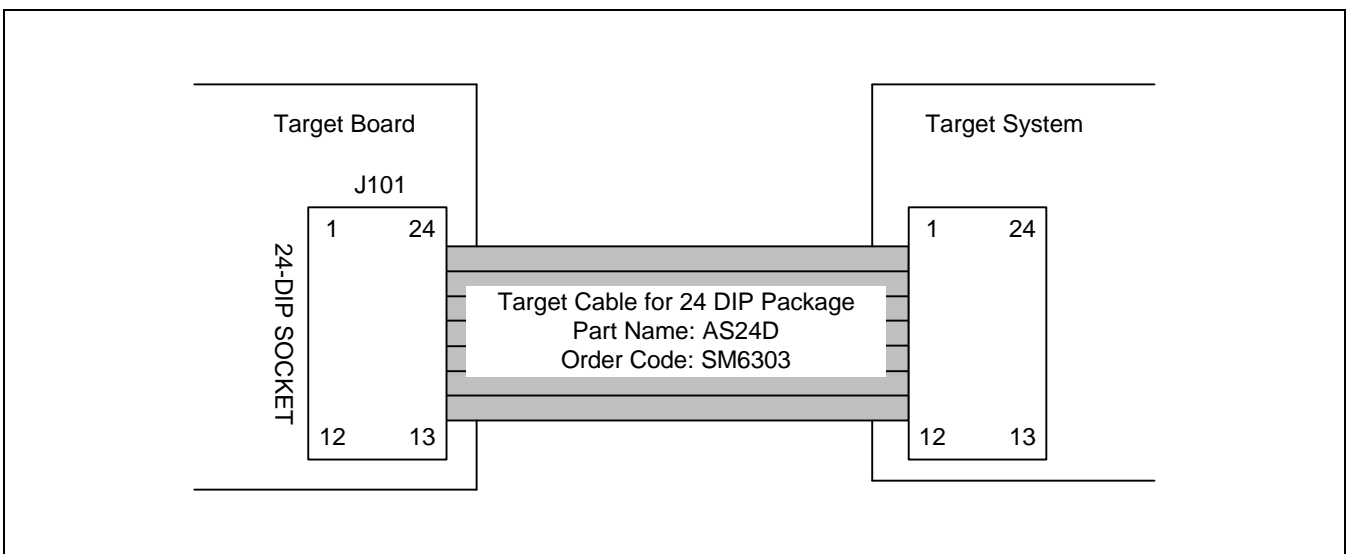 Target Board
Target System
J101
1 24
24-DIP SOCKET
12 13
Target Cable for 24 DIP Package
Part Name: AS24D
Order Code: SM6303
1 24
12 13